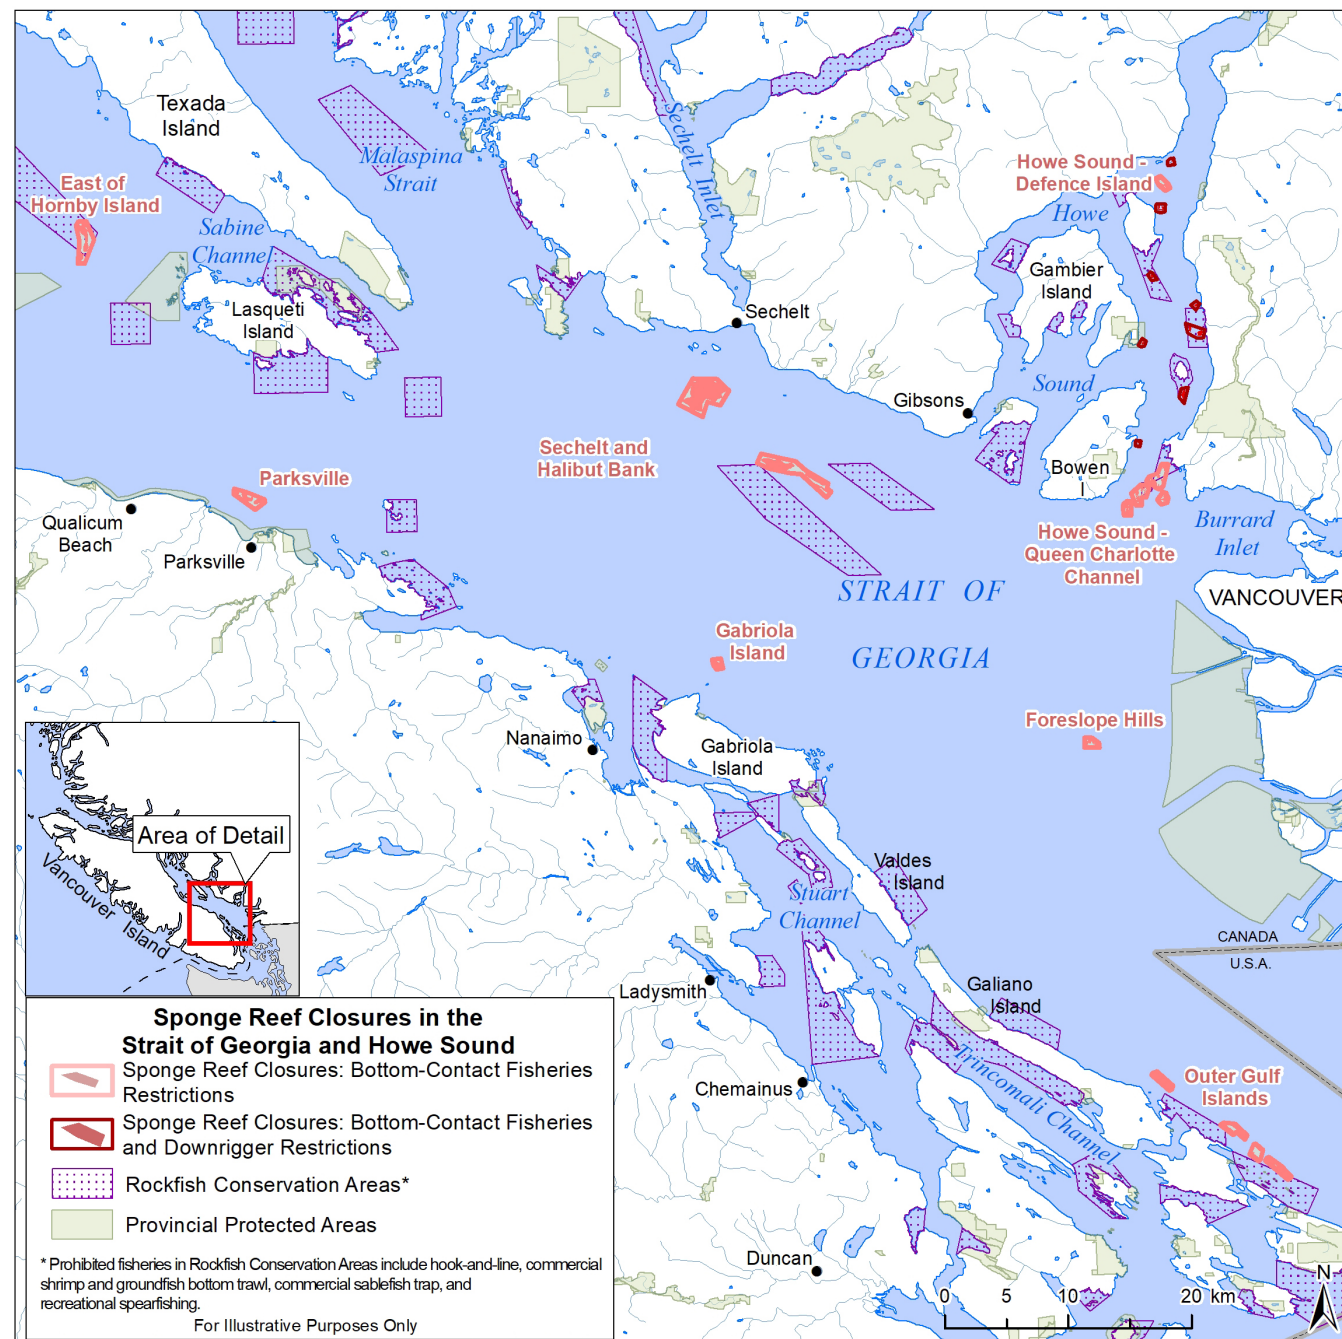 Texada
Island
Malaspina
Strait
Sechelt Inlet
East of
Hornby Island
Sabine
Channel
Lasqueti
Island
Howe Sound -
Defence Island
Howe
Gambier
Island
Sechelt
Sound
Gibsons
Sechelt and
Halibut Bank
Bowen
I
Parksville
Qualicum
Beach
Parksville
Howe Sound -
Queen Charlotte
Channel
Burrard
Inlet
VANCOUVER
STRAIT OF
GEORGIA
Gabriola
Island
Foreslope Hills
Nanaimo
Gabriola
Island
Valdes
Island
Stuart
Channel
CANADA
U.S.A.
Ladysmith
Galiano
Island
Trincomali Channel
Chemainus
Outer Gulf
Islands
Duncan
Area of Detail
Vancouver Island
Sponge Reef Closures in the
Strait of Georgia and Howe Sound
Sponge Reef Closures: Bottom-Contact Fisheries
Restrictions
Sponge Reef Closures: Bottom-Contact Fisheries
and Downrigger Restrictions
Rockfish Conservation Areas*
Provincial Protected Areas
* Prohibited fisheries in Rockfish Conservation Areas include hook-and-line, commercial
shrimp and groundfish bottom trawl, commercial sablefish trap, and
recreational spearfishing.
For Illustrative Purposes Only
0 5 10 20 km
N